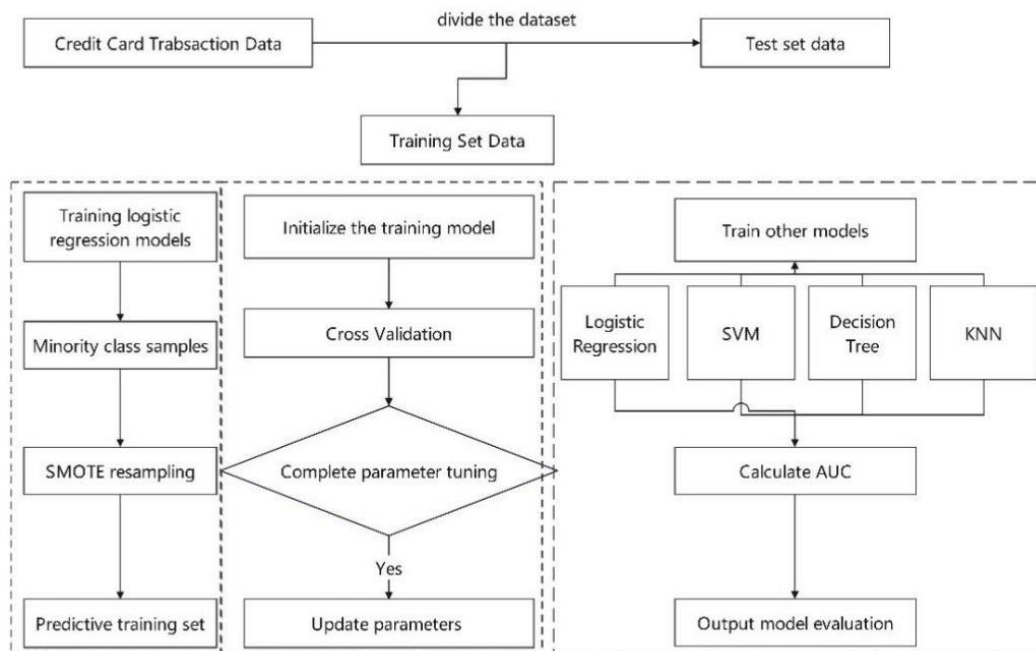 divide the dataset
Credit Card Trabsaction Data
Test set data
Training Set Data
Training logistic
regression models
Minority class samples
SMOTE resampling
Predictive training set
Initialize the training model
Cross Validation
Complete parameter tuning
Yes
Update parameters
Train other models
Logistic
Regression
SVM
Decision
Tree
KNN
Calculate AUC
Output model evaluation